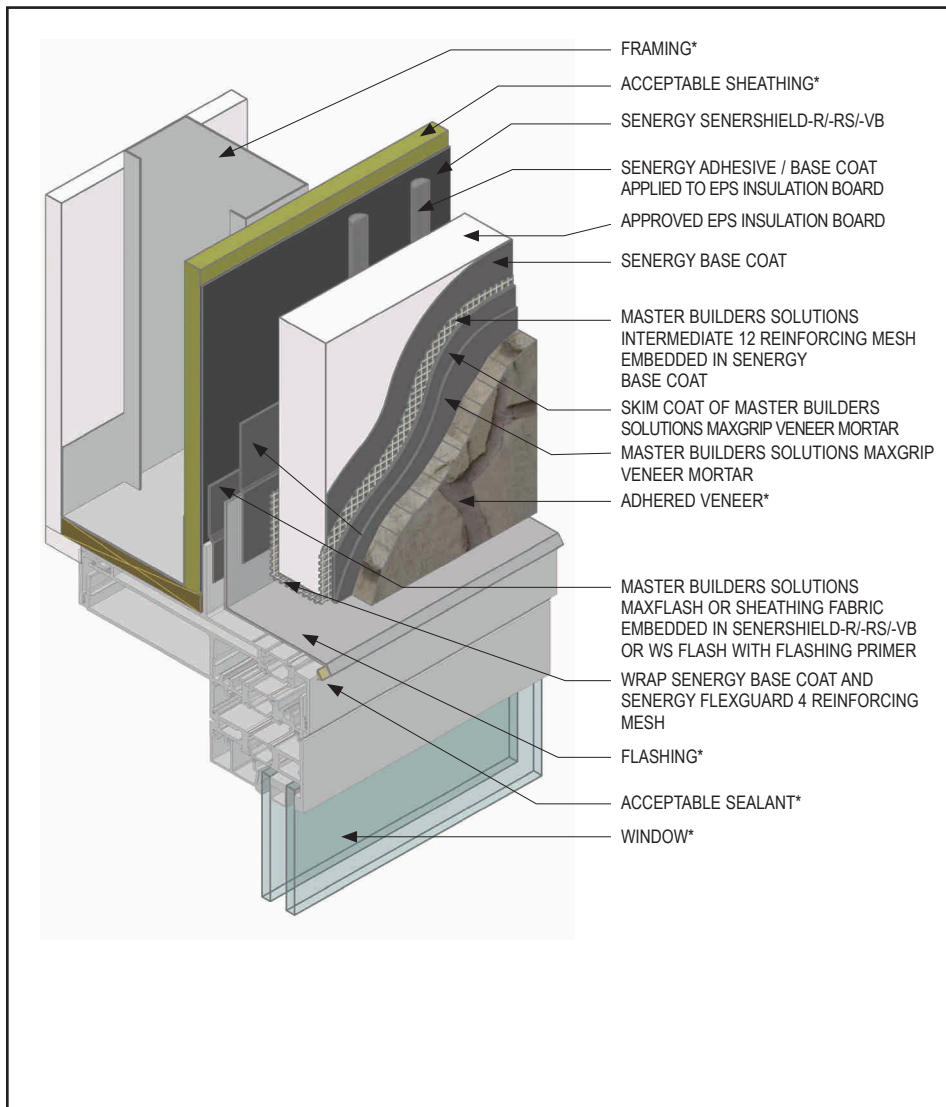 FRAMING*
ACCEPTABLE SHEATHING*
SENERGY SENERSHIELD-R/-RS/-VB
SENERGY ADHESIVE / BASE COAT
APPLIED TO EPS INSULATION BOARD
APPROVED EPS INSULATION BOARD
SENERGY BASE COAT
MASTER BUILDERS SOLUTIONS
INTERMEDIATE 12 REINFORCING MESH
EMBEDDED IN SENERGY
BASE COAT
SKIM COAT OF MASTER BUILDERS
SOLUTIONS MAXGRIP VENEER MORTAR
MASTER BUILDERS SOLUTIONS MAXGRIP
VENEER MORTAR
ADHERED VENEER*
MASTER BUILDERS SOLUTIONS
MAXFLASH OR SHEATHING FABRIC
EMBEDDED IN SENERSHIELD-R/-RS/-VB
OR WS FLASH WITH FLASHING PRIMER
WRAP SENERGY BASE COAT AND
SENERGY FLEXGUARD 4 REINFORCING
MESH
FLASHING*
ACCEPTABLE SEALANT*
WINDOW*